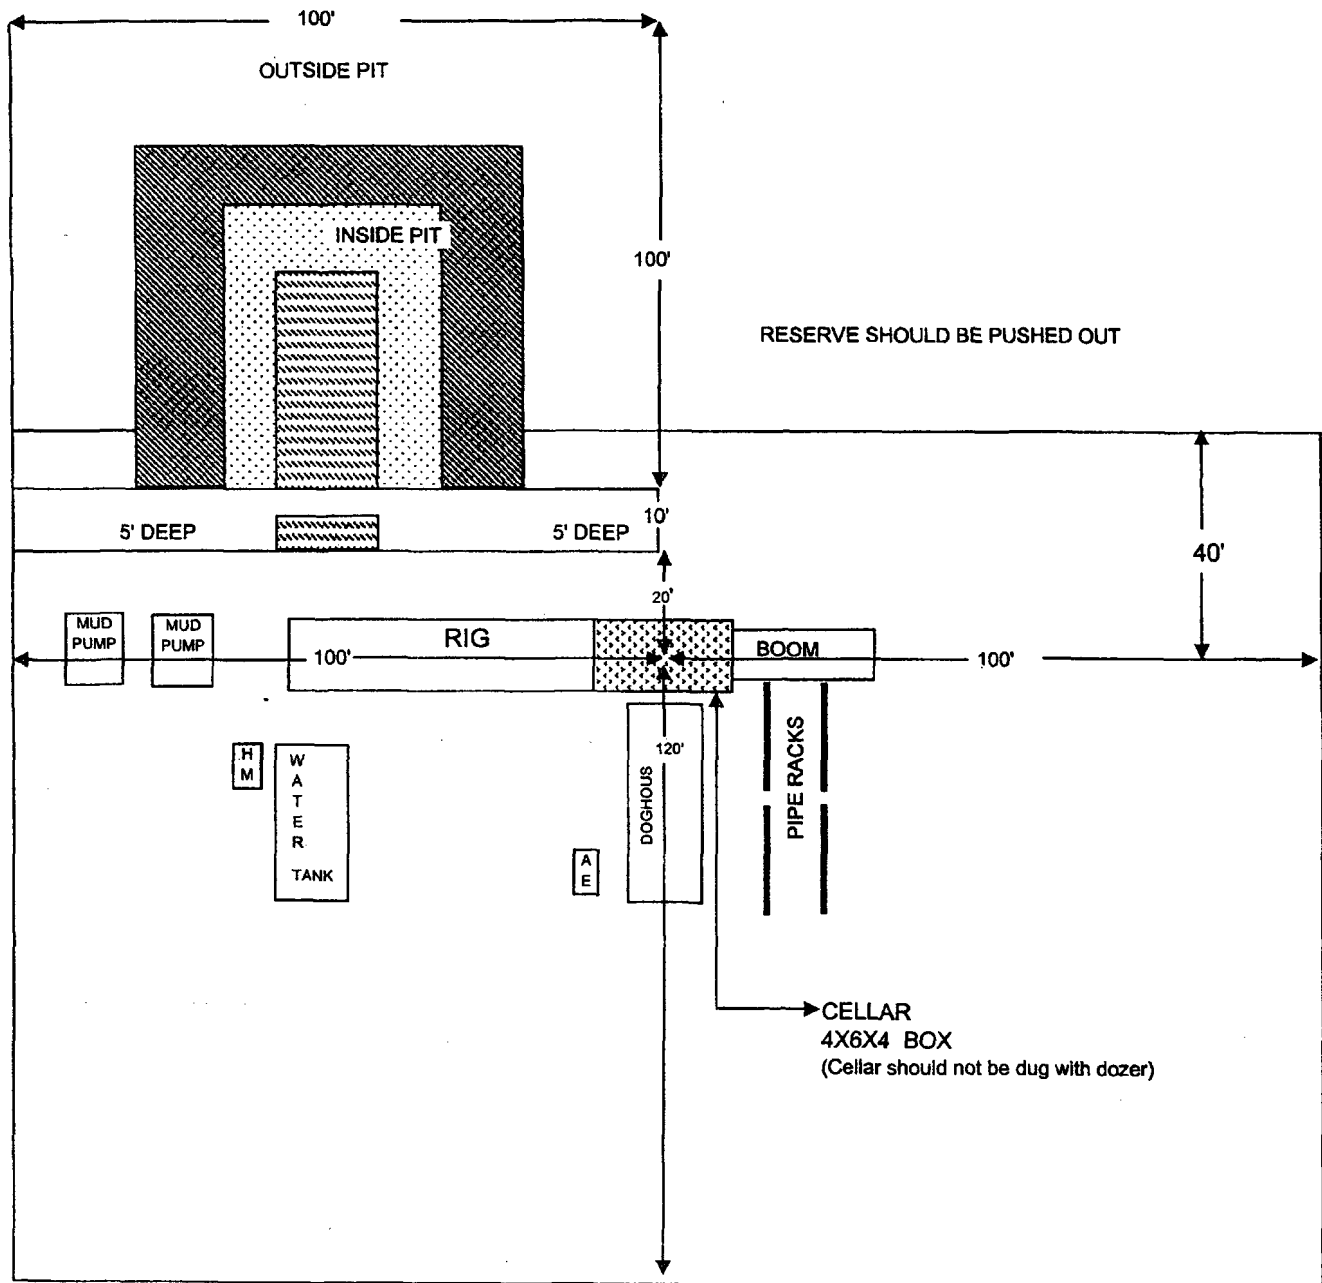 100'
OUTSIDE PIT
INSIDE PIT
100'
RESERVE SHOULD BE PUSHED OUT
10'
5' DEEP
5' DEEP
40'
20'
MUD
PUMP
MUD
PUMP
RIG
BOOM
100'
100'
H
M
W
A
T
E
R
TANK
120'
DOGHOUS
PIPE RACKS
A
E
CELLAR
4X6X4 BOX
(Cellar should not be dug with dozer)